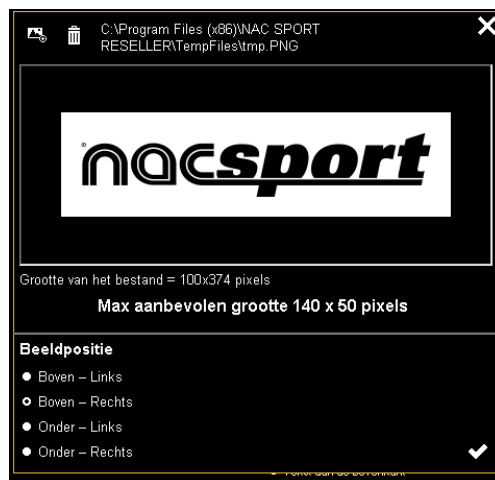 C:\Program Files (x86)\NAC SPORT
RESELLER\TempFiles\tmp.PNG
nacsport
Grootte van het bestand = 100x374 pixels
Max aanbevolen grootte 140 x 50 pixels
Beeldpositie
Boven – Links
Boven – Rechts
Onder – Links
Onder – Rechts